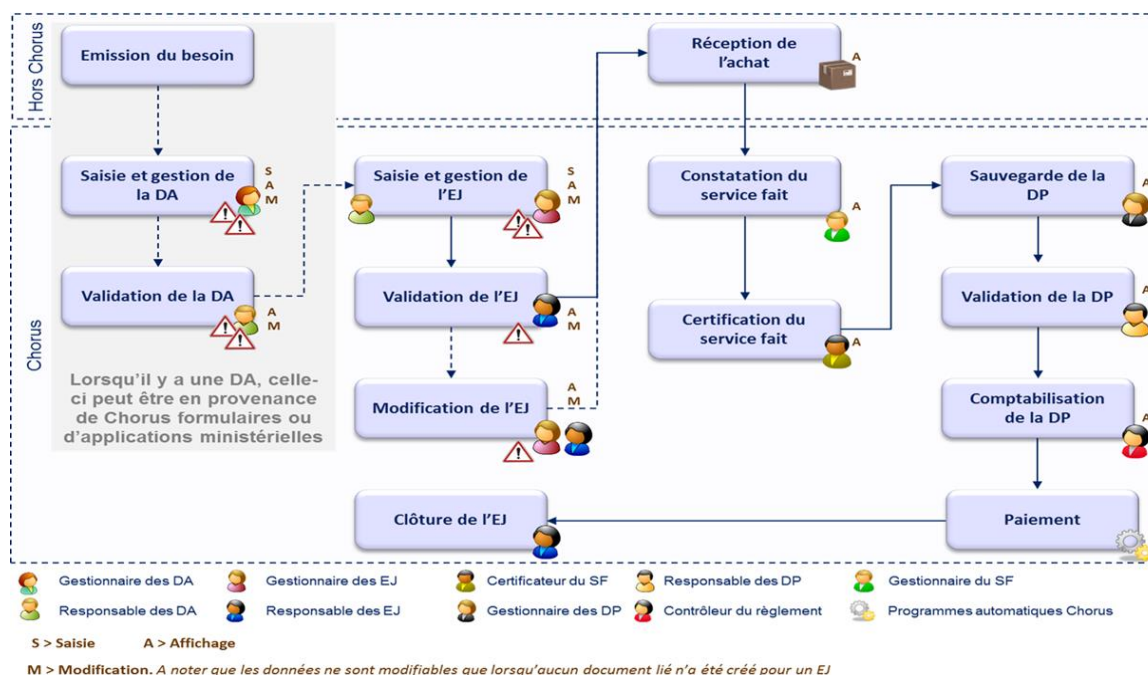 Hors Chorus
Emission du besoin
Réception de
l'achat
A
Chorus
Saisie et gestion de
la DA
S
A
M
Saisie et gestion de
l'EJ
S
A
M
Constatation du
service fait
A
Sauvegarde de la
DP
A
Validation de la DA
A
M
Validation de l'EJ
A
M
Certification du
service fait
A
Validation de la DP
A
Lorsqu'il y a une DA, celle-
ci peut être en provenance
de Chorus formulaires ou
d'applications ministérielles
Modification de l'EJ
A
M
Comptabilisation
de la DP
A
Clôture de l'EJ
Paiement
Gestionnaire des DA
Gestionnaire des EJ
Certificateur du SF
Responsable des DP
Gestionnaire du SF
Responsable des DA
Responsable des EJ
Gestionnaire des DP
Contrôleur du règlement
Programmes automatiques Chorus
S > Saisie A > Affichage
M > Modification. A noter que les données ne sont modifiables que lorsqu'aucun document lié n'a été créé pour un EJ